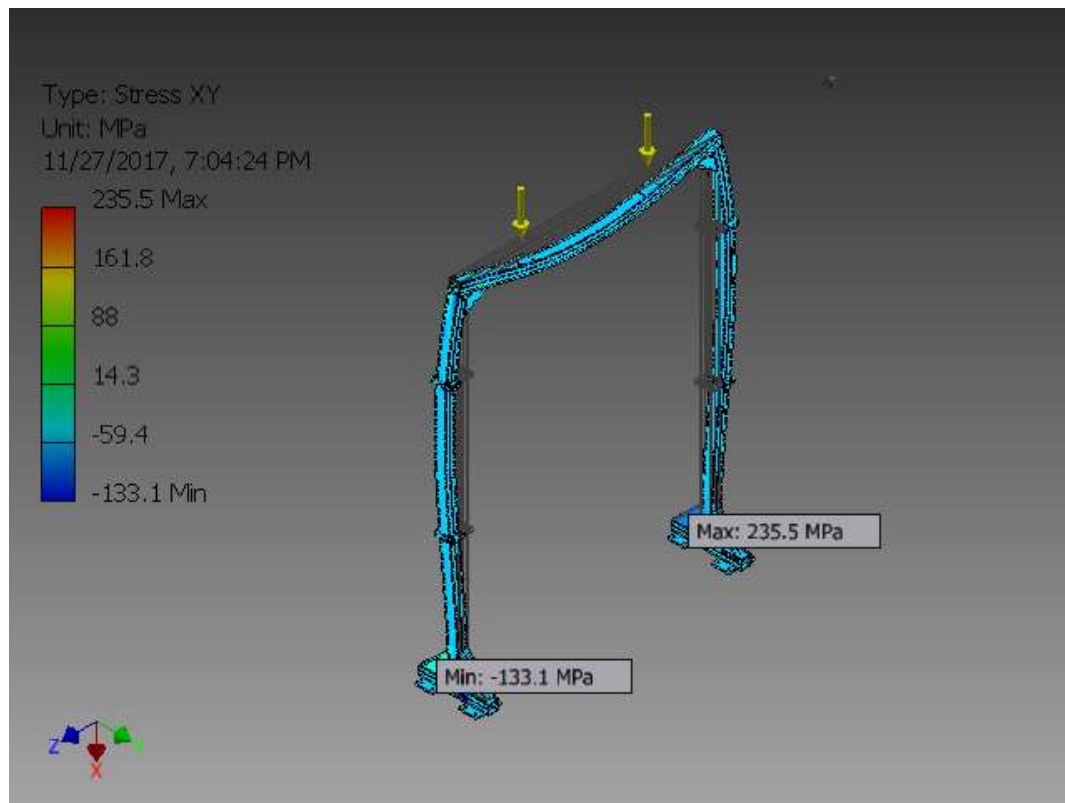 Type: Stress XY
Unit: MPa
11/27/2017, 7:04:24 PM
235.5 Max
161.8
88
14.3
-59.4
-133.1 Min
Max: 235.5 MPa
Min: -133.1 MPa
Z
X